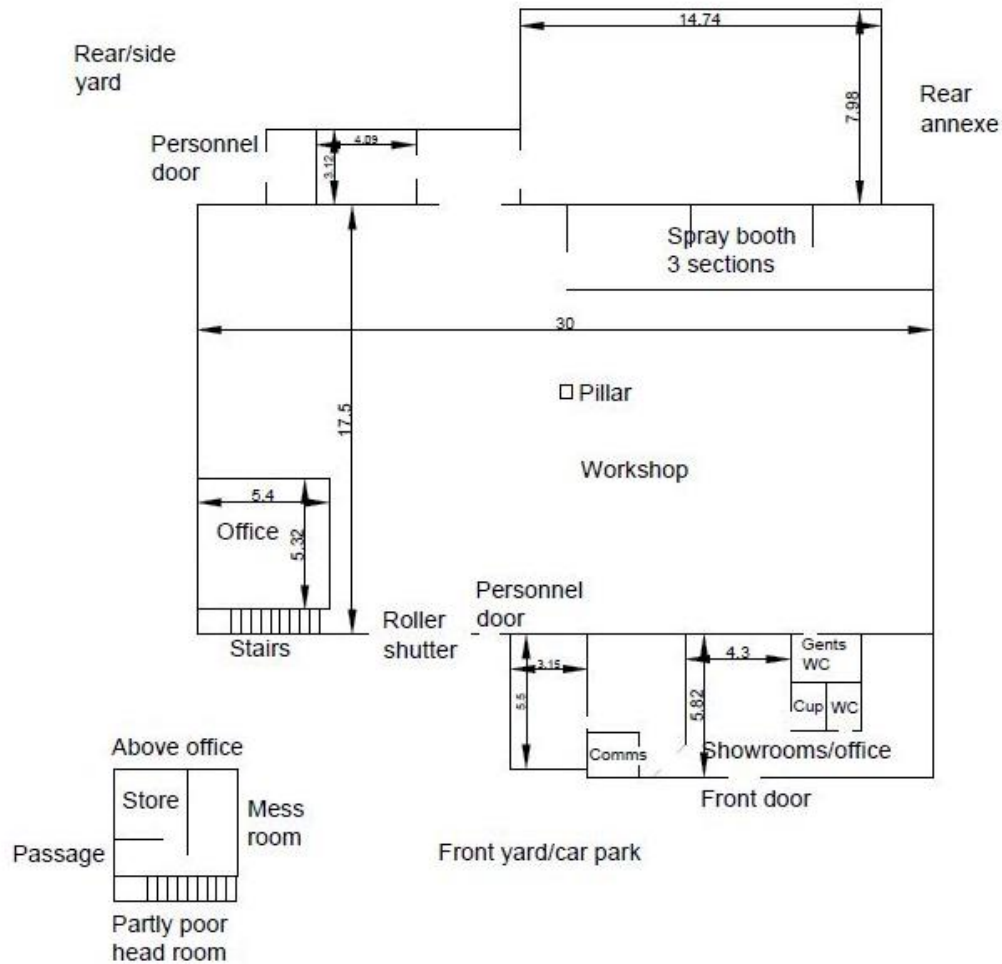 14.74
Rear/side
yard
7.98
Rear
annexe
Personnel
door
4.09
3.12
Spray booth
3 sections
30
Pillar
17.5
Workshop
5.4
Office
5.32
Personnel
door
Roller
shutter
Stairs
3.15
5.5
4.3
Gents
WC
5.82
Cup
WC
Comms
Showrooms/office
Front door
Above office
Store
Mess
room
Passage
Front yard/car park
Partly poor
head room